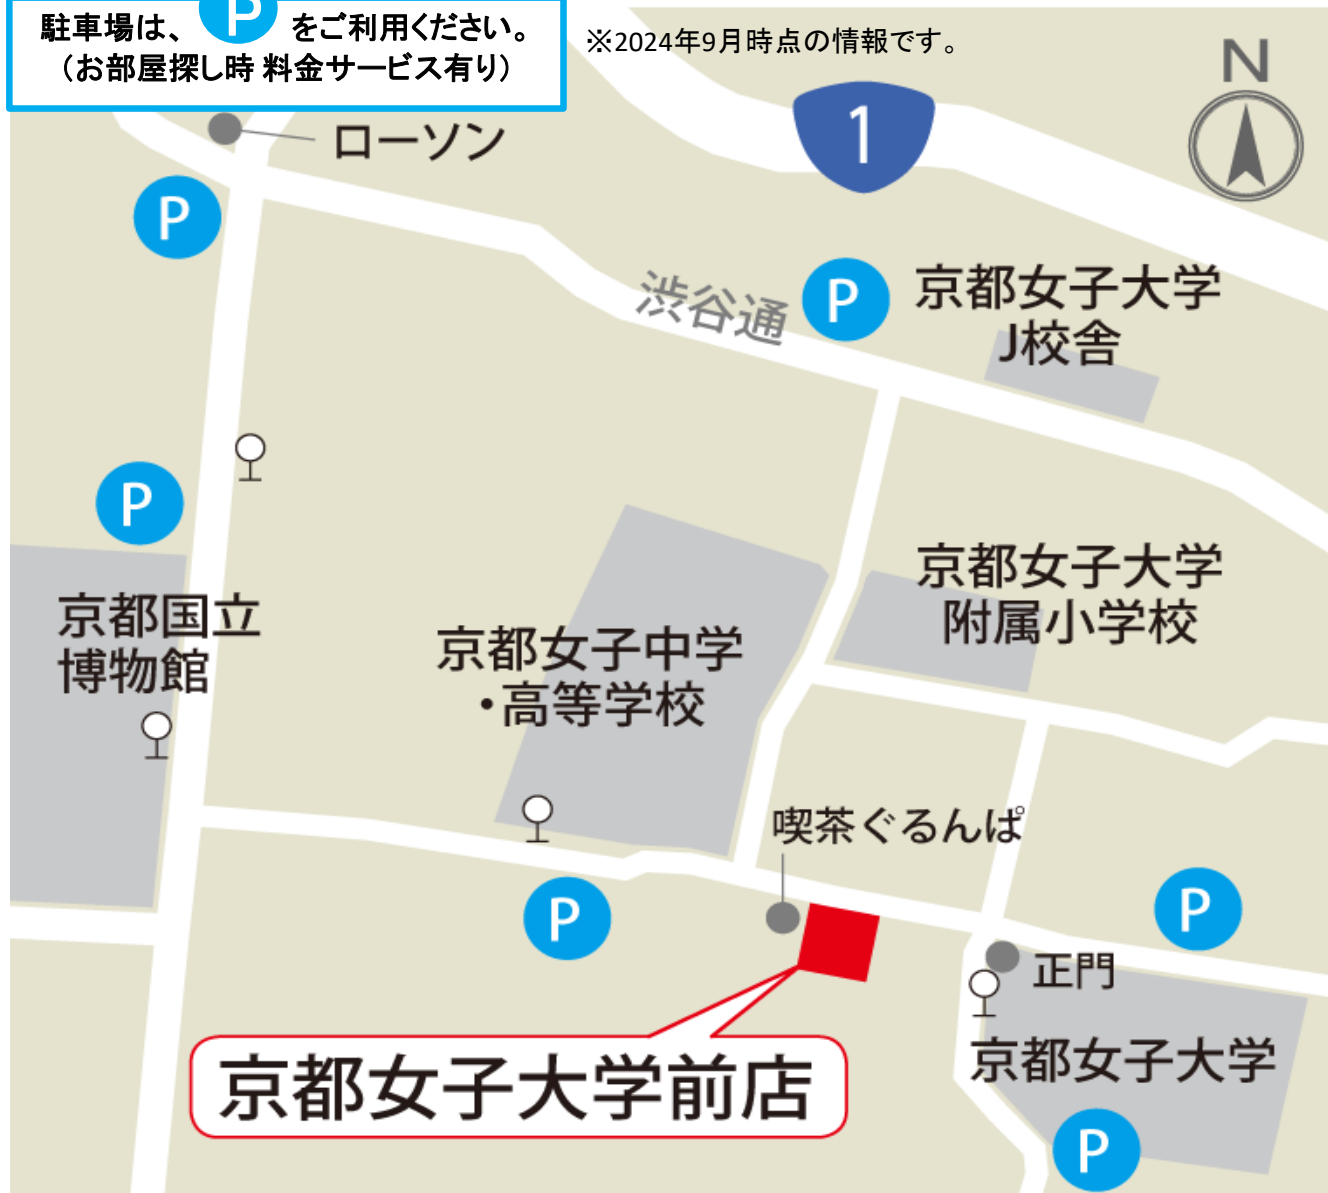 駐車場は、 P をご利用ください。
（お部屋探し時 料金サービス有り）
※2024年9月時点の情報です。
N
1
ローソン
P
P
渋谷通
京都女子大学
J校舎
P
京都国立
博物館
京都女子中学
・高等学校
京都女子大学
附属小学校
喫茶ぐるんぱ
P
P
正門
京都女子大学
京都女子大学前店
P